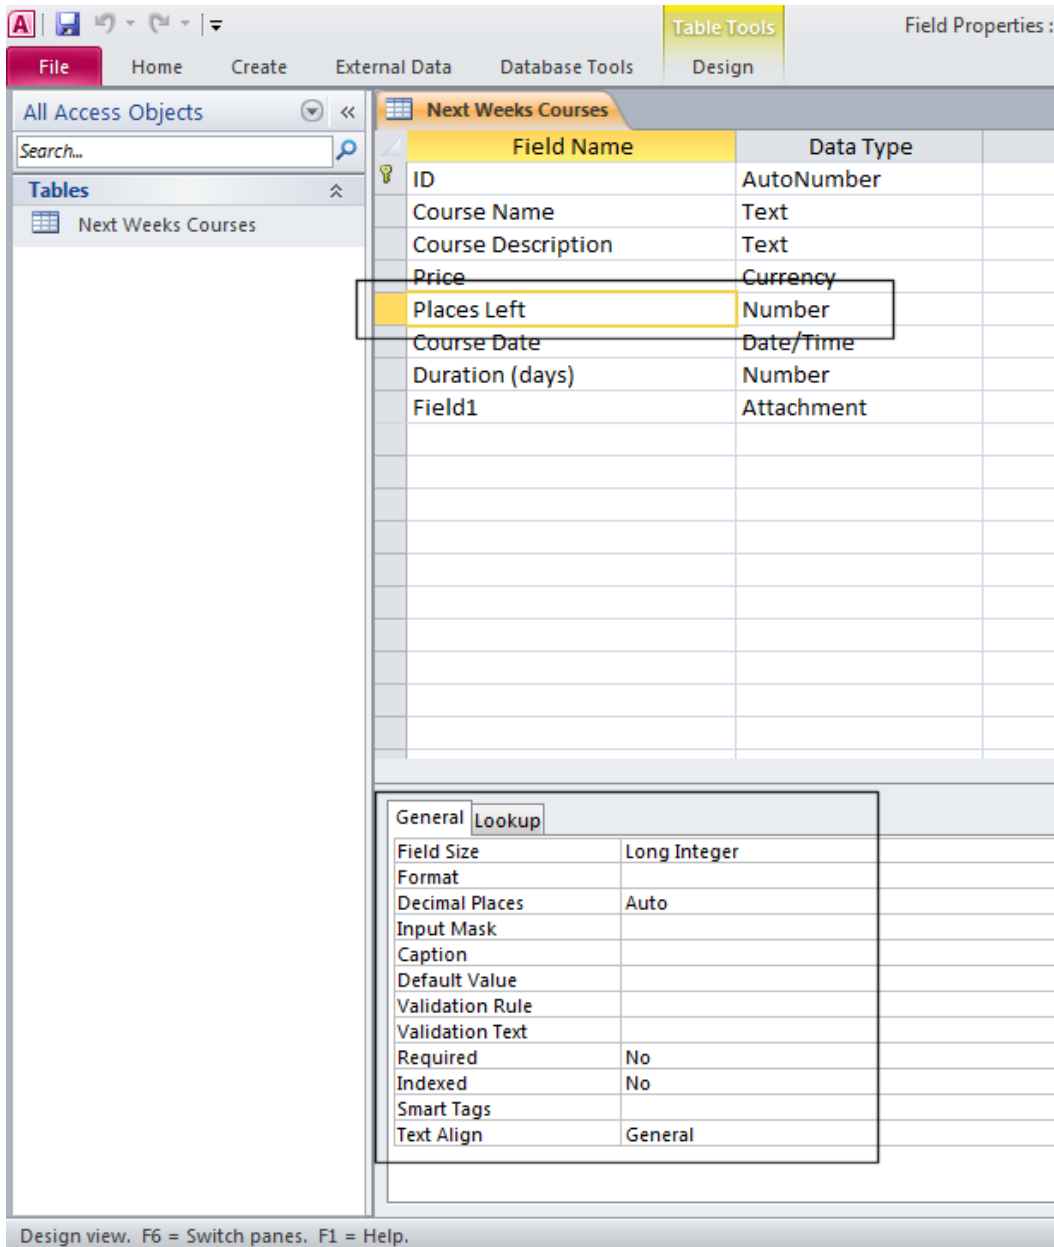 A
Table Tools
Field Properties :
File Home Create External Data Database Tools Design
All Access Objects
Next Weeks Courses
Search...
Field Name Data Type
Tables
Next Weeks Courses
ID AutoNumber
Course Name Text
Course Description Text
Price Currency
Places Left Number
Course Date Date/Time
Duration (days) Number
Field1 Attachment
General Lookup
Field Size Long Integer
Format
Decimal Places Auto
Input Mask
Caption
Default Value
Validation Rule
Validation Text
Required No
Indexed No
Smart Tags
Text Align General
Design view. F6 = Switch panes. F1 = Help.